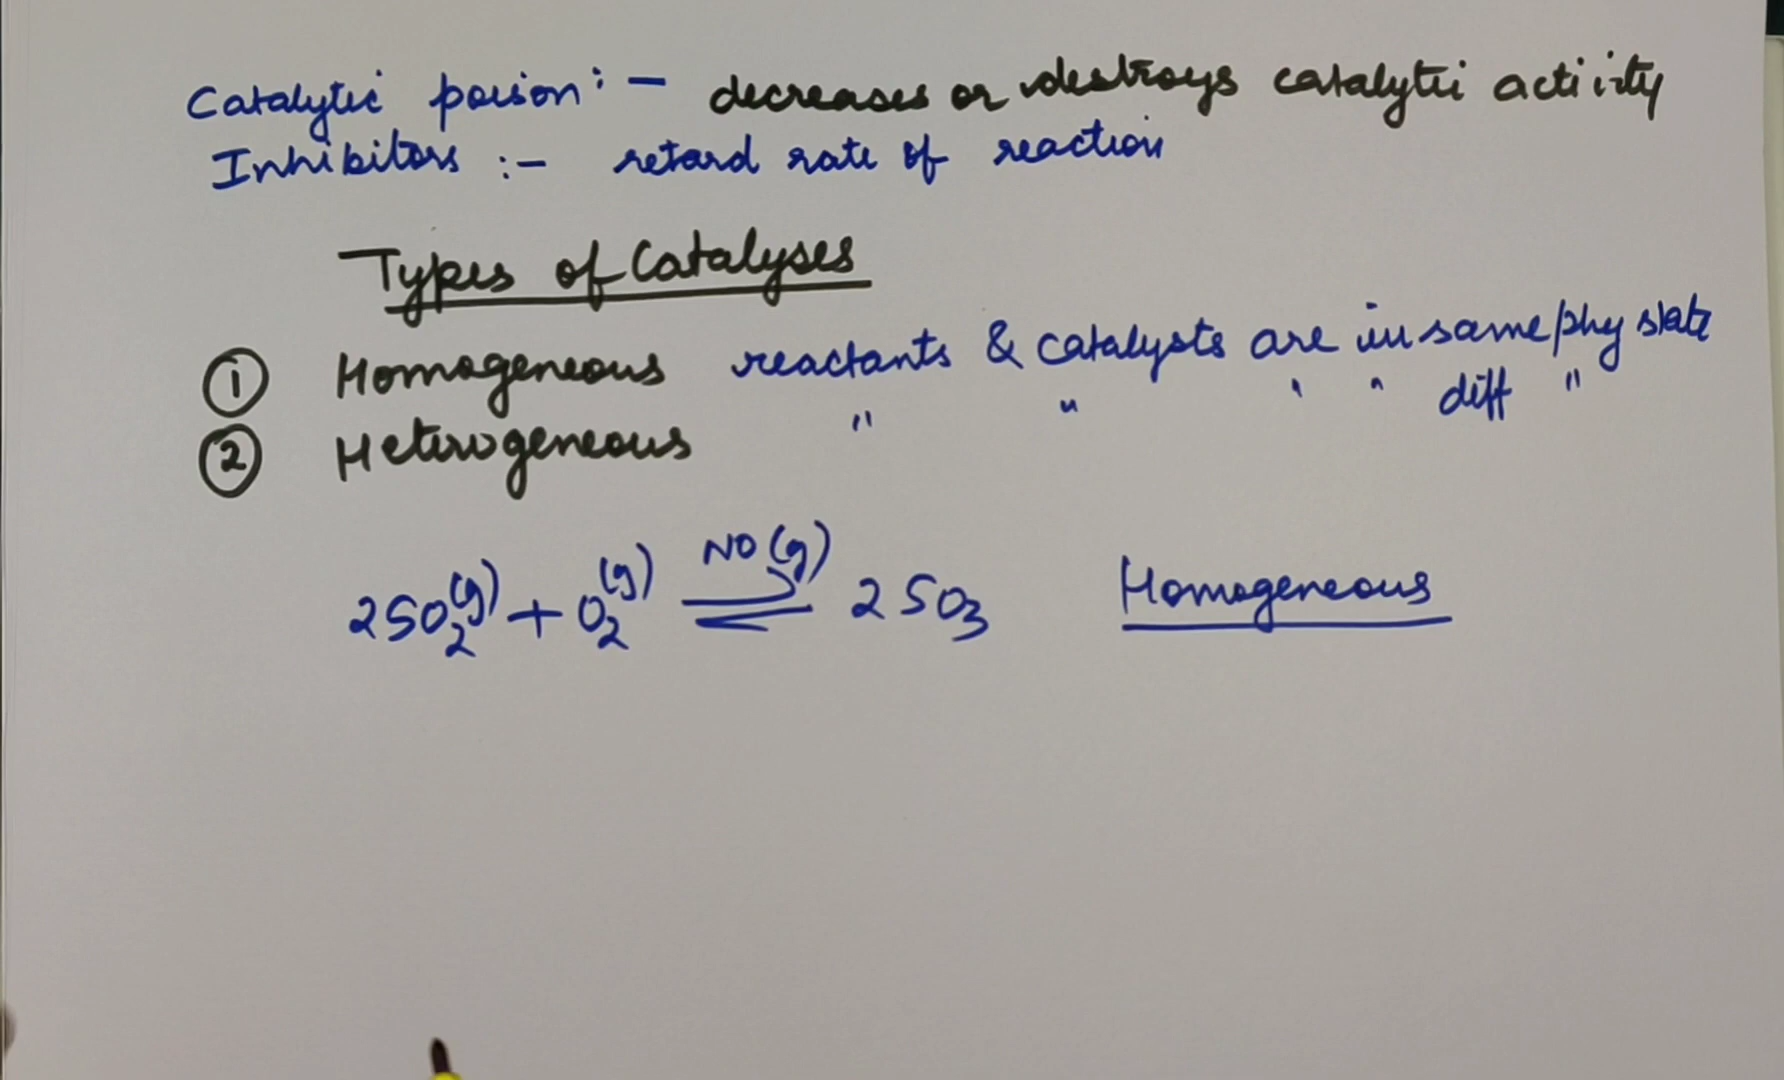 Catalytic poison :- decreases or destroys catalytic activity
Inhibitors :- retard rate of reaction
Types of Catalyses
① Homogeneous reactants & catalysts are in same phy state
② Heterogeneous " " " " diff "
2SO₂(g) + O₂(g) ⇌ NO(g) 2SO₃ Homogeneous